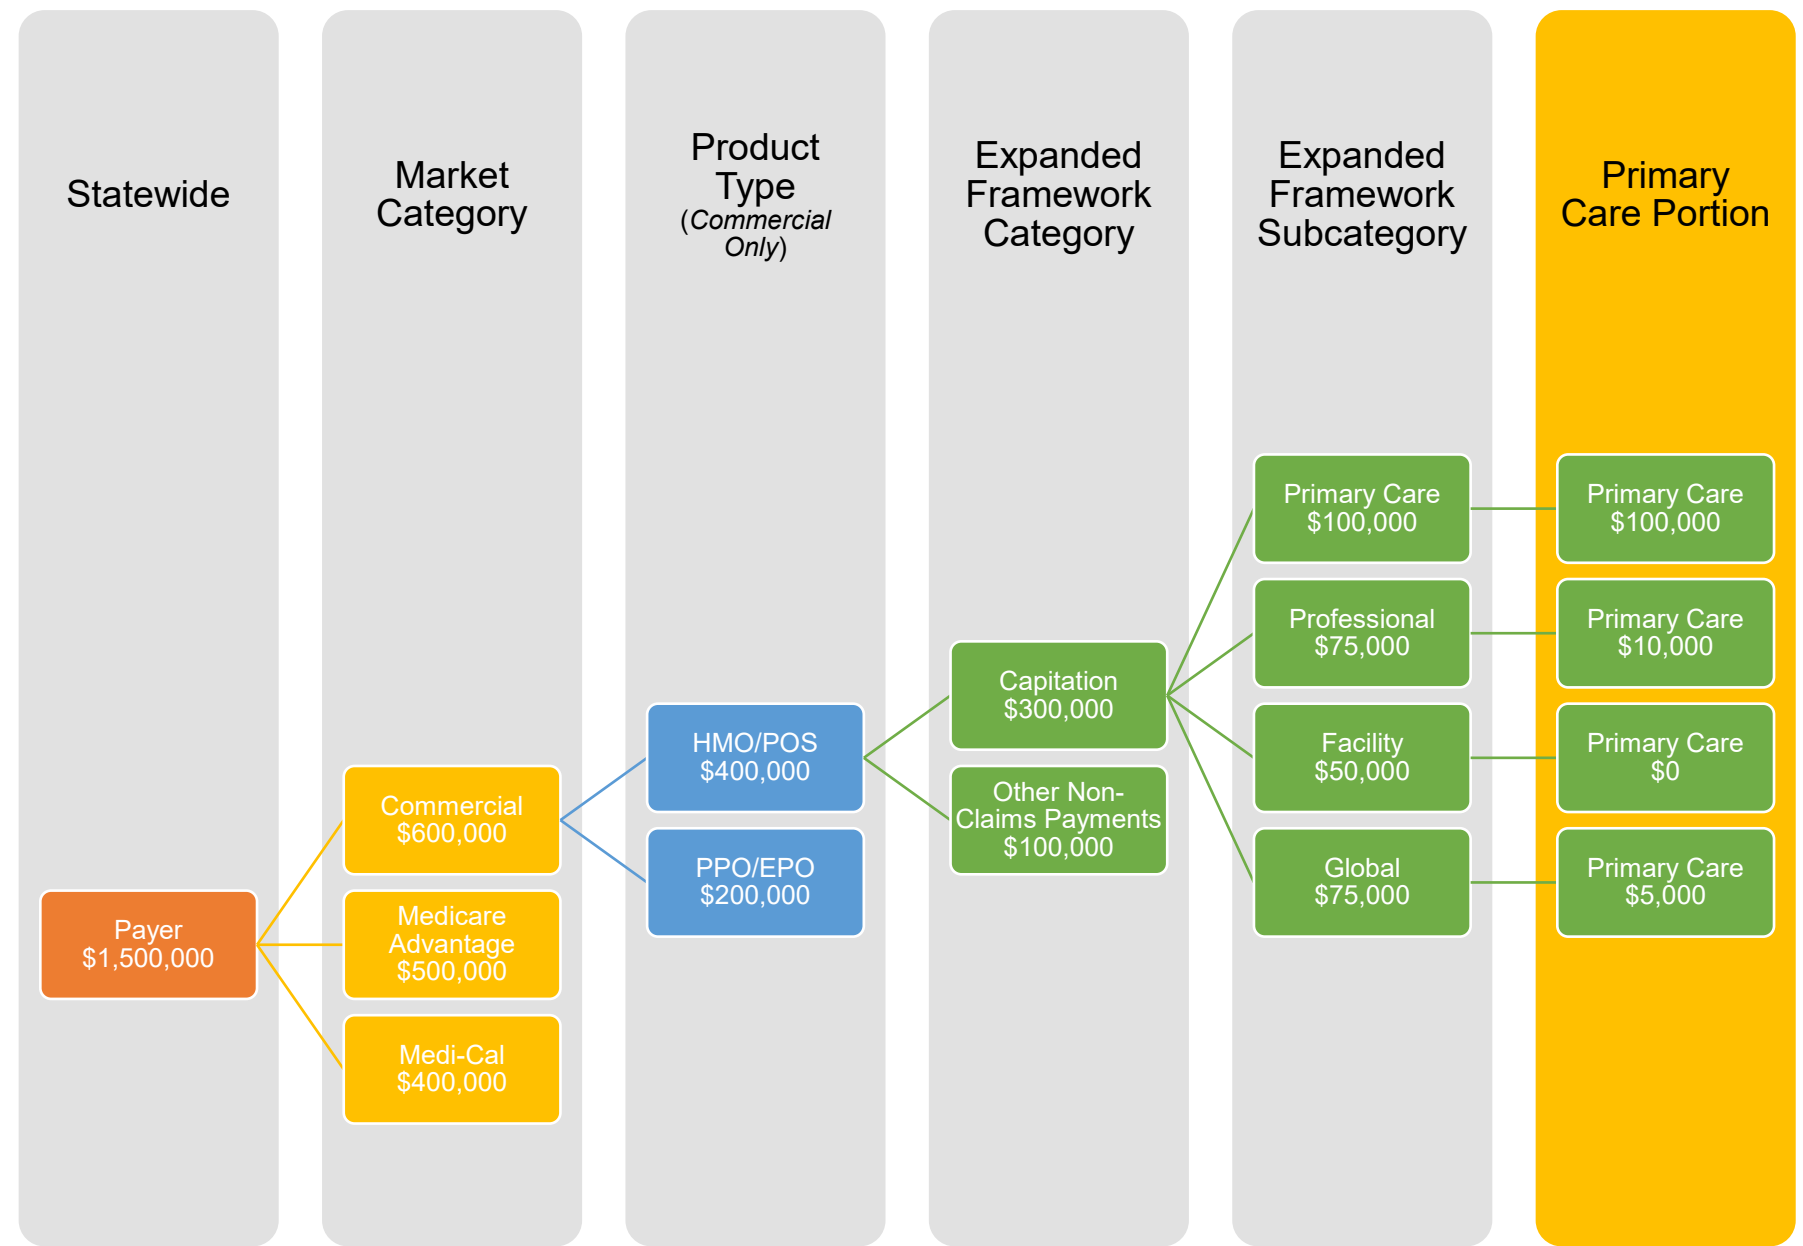 Statewide
Market
Category
Product
Type
(Commercial
Only)
Expanded
Framework
Category
Expanded
Framework
Subcategory
Primary
Care Portion
Payer
$1,500,000
Commercial
$600,000
Medicare
Advantage
$500,000
Medi-Cal
$400,000
HMO/POS
$400,000
PPO/EPO
$200,000
Capitation
$300,000
Other Non-
Claims Payments
$100,000
Primary Care
$100,000
Professional
$75,000
Facility
$50,000
Global
$75,000
Primary Care
$100,000
Primary Care
$10,000
Primary Care
$0
Primary Care
$5,000